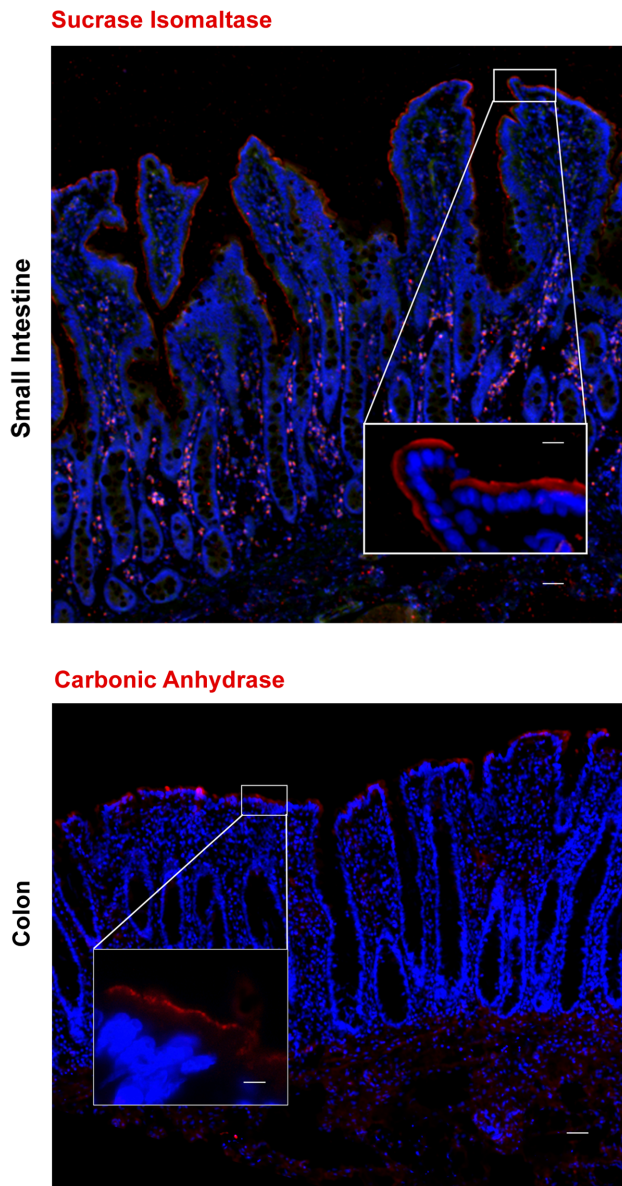 Sucrase Isomaltase
Small Intestine
Carbonic Anhydrase
Colon